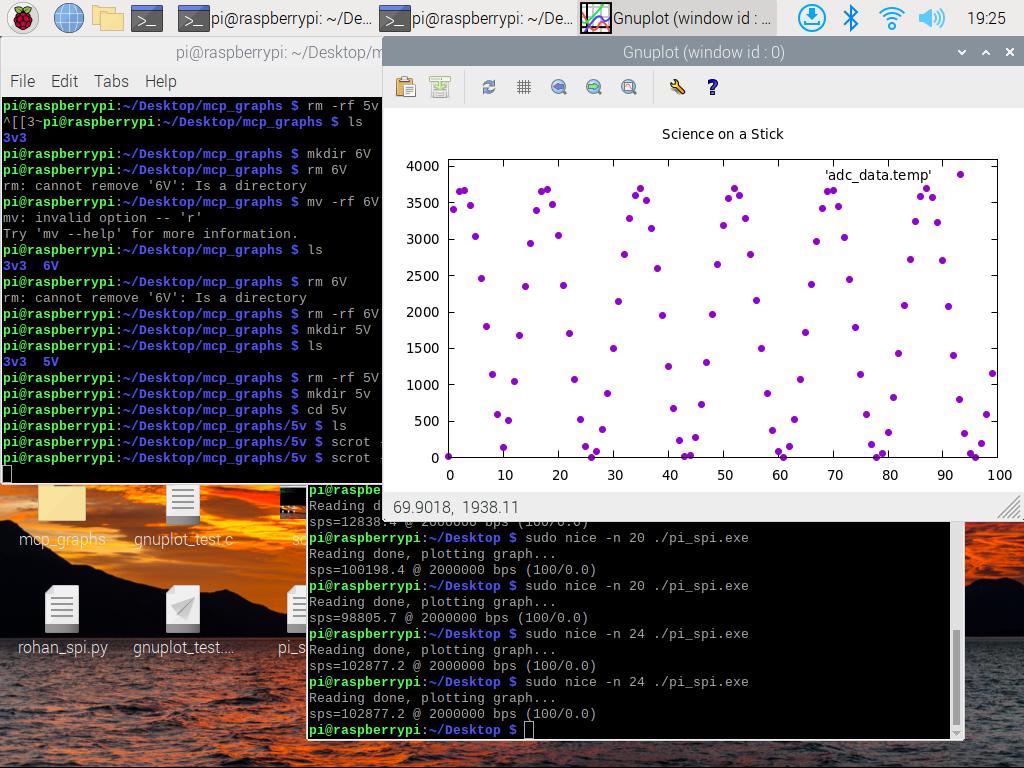 pi@raspberrypi: ~/De...
pi@raspberrypi: ~/De...
Gnuplot (window id : ...
19:25
pi@raspberrypi: ~/Desktop/m
File Edit Tabs Help
pi@raspberrypi:~/Desktop/mcp_graphs $ rm -rf 5v
^[[3~pi@raspberrypi:~/Desktop/mcp_graphs $ ls
3v3
pi@raspberrypi:~/Desktop/mcp_graphs $ mkdir 6V
pi@raspberrypi:~/Desktop/mcp_graphs $ rm 6V
rm: cannot remove '6V': Is a directory
pi@raspberrypi:~/Desktop/mcp_graphs $ mv -rf 6V
mv: invalid option -- 'r'
Try 'mv --help' for more information.
pi@raspberrypi:~/Desktop/mcp_graphs $ ls
3v3 6V
pi@raspberrypi:~/Desktop/mcp_graphs $ rm 6V
rm: cannot remove '6V': Is a directory
pi@raspberrypi:~/Desktop/mcp_graphs $ rm -rf 6V
pi@raspberrypi:~/Desktop/mcp_graphs $ mkdir 5V
pi@raspberrypi:~/Desktop/mcp_graphs $ ls
3v3 5V
pi@raspberrypi:~/Desktop/mcp_graphs $ rm -rf 5V
pi@raspberrypi:~/Desktop/mcp_graphs $ mkdir 5v
pi@raspberrypi:~/Desktop/mcp_graphs $ cd 5v
pi@raspberrypi:~/Desktop/mcp_graphs/5v $ ls
pi@raspberrypi:~/Desktop/mcp_graphs/5v $ scrot -
pi@raspberrypi:~/Desktop/mcp_graphs/5v $ scrot -
Gnuplot (window id : 0)
Science on a Stick
'adc_data.temp'
4000
3500
3000
2500
2000
1500
1000
500
0
0 10 20 30 40 50 60 70 80 90 100
69.9018, 1938.11
mcp_graphs
gnuplot_test.c
sc
rohan_spi.py
gnuplot_test....
pi_s
pi@raspbe
Reading d
sps=12838.4 @ 2000000 bps (100/0.0)
pi@raspberrypi:~/Desktop $ sudo nice -n 20 ./pi_spi.exe
Reading done, plotting graph...
sps=100198.4 @ 2000000 bps (100/0.0)
pi@raspberrypi:~/Desktop $ sudo nice -n 20 ./pi_spi.exe
Reading done, plotting graph...
sps=98805.7 @ 2000000 bps (100/0.0)
pi@raspberrypi:~/Desktop $ sudo nice -n 24 ./pi_spi.exe
Reading done, plotting graph...
sps=102877.2 @ 2000000 bps (100/0.0)
pi@raspberrypi:~/Desktop $ sudo nice -n 24 ./pi_spi.exe
Reading done, plotting graph...
sps=102877.2 @ 2000000 bps (100/0.0)
pi@raspberrypi:~/Desktop $